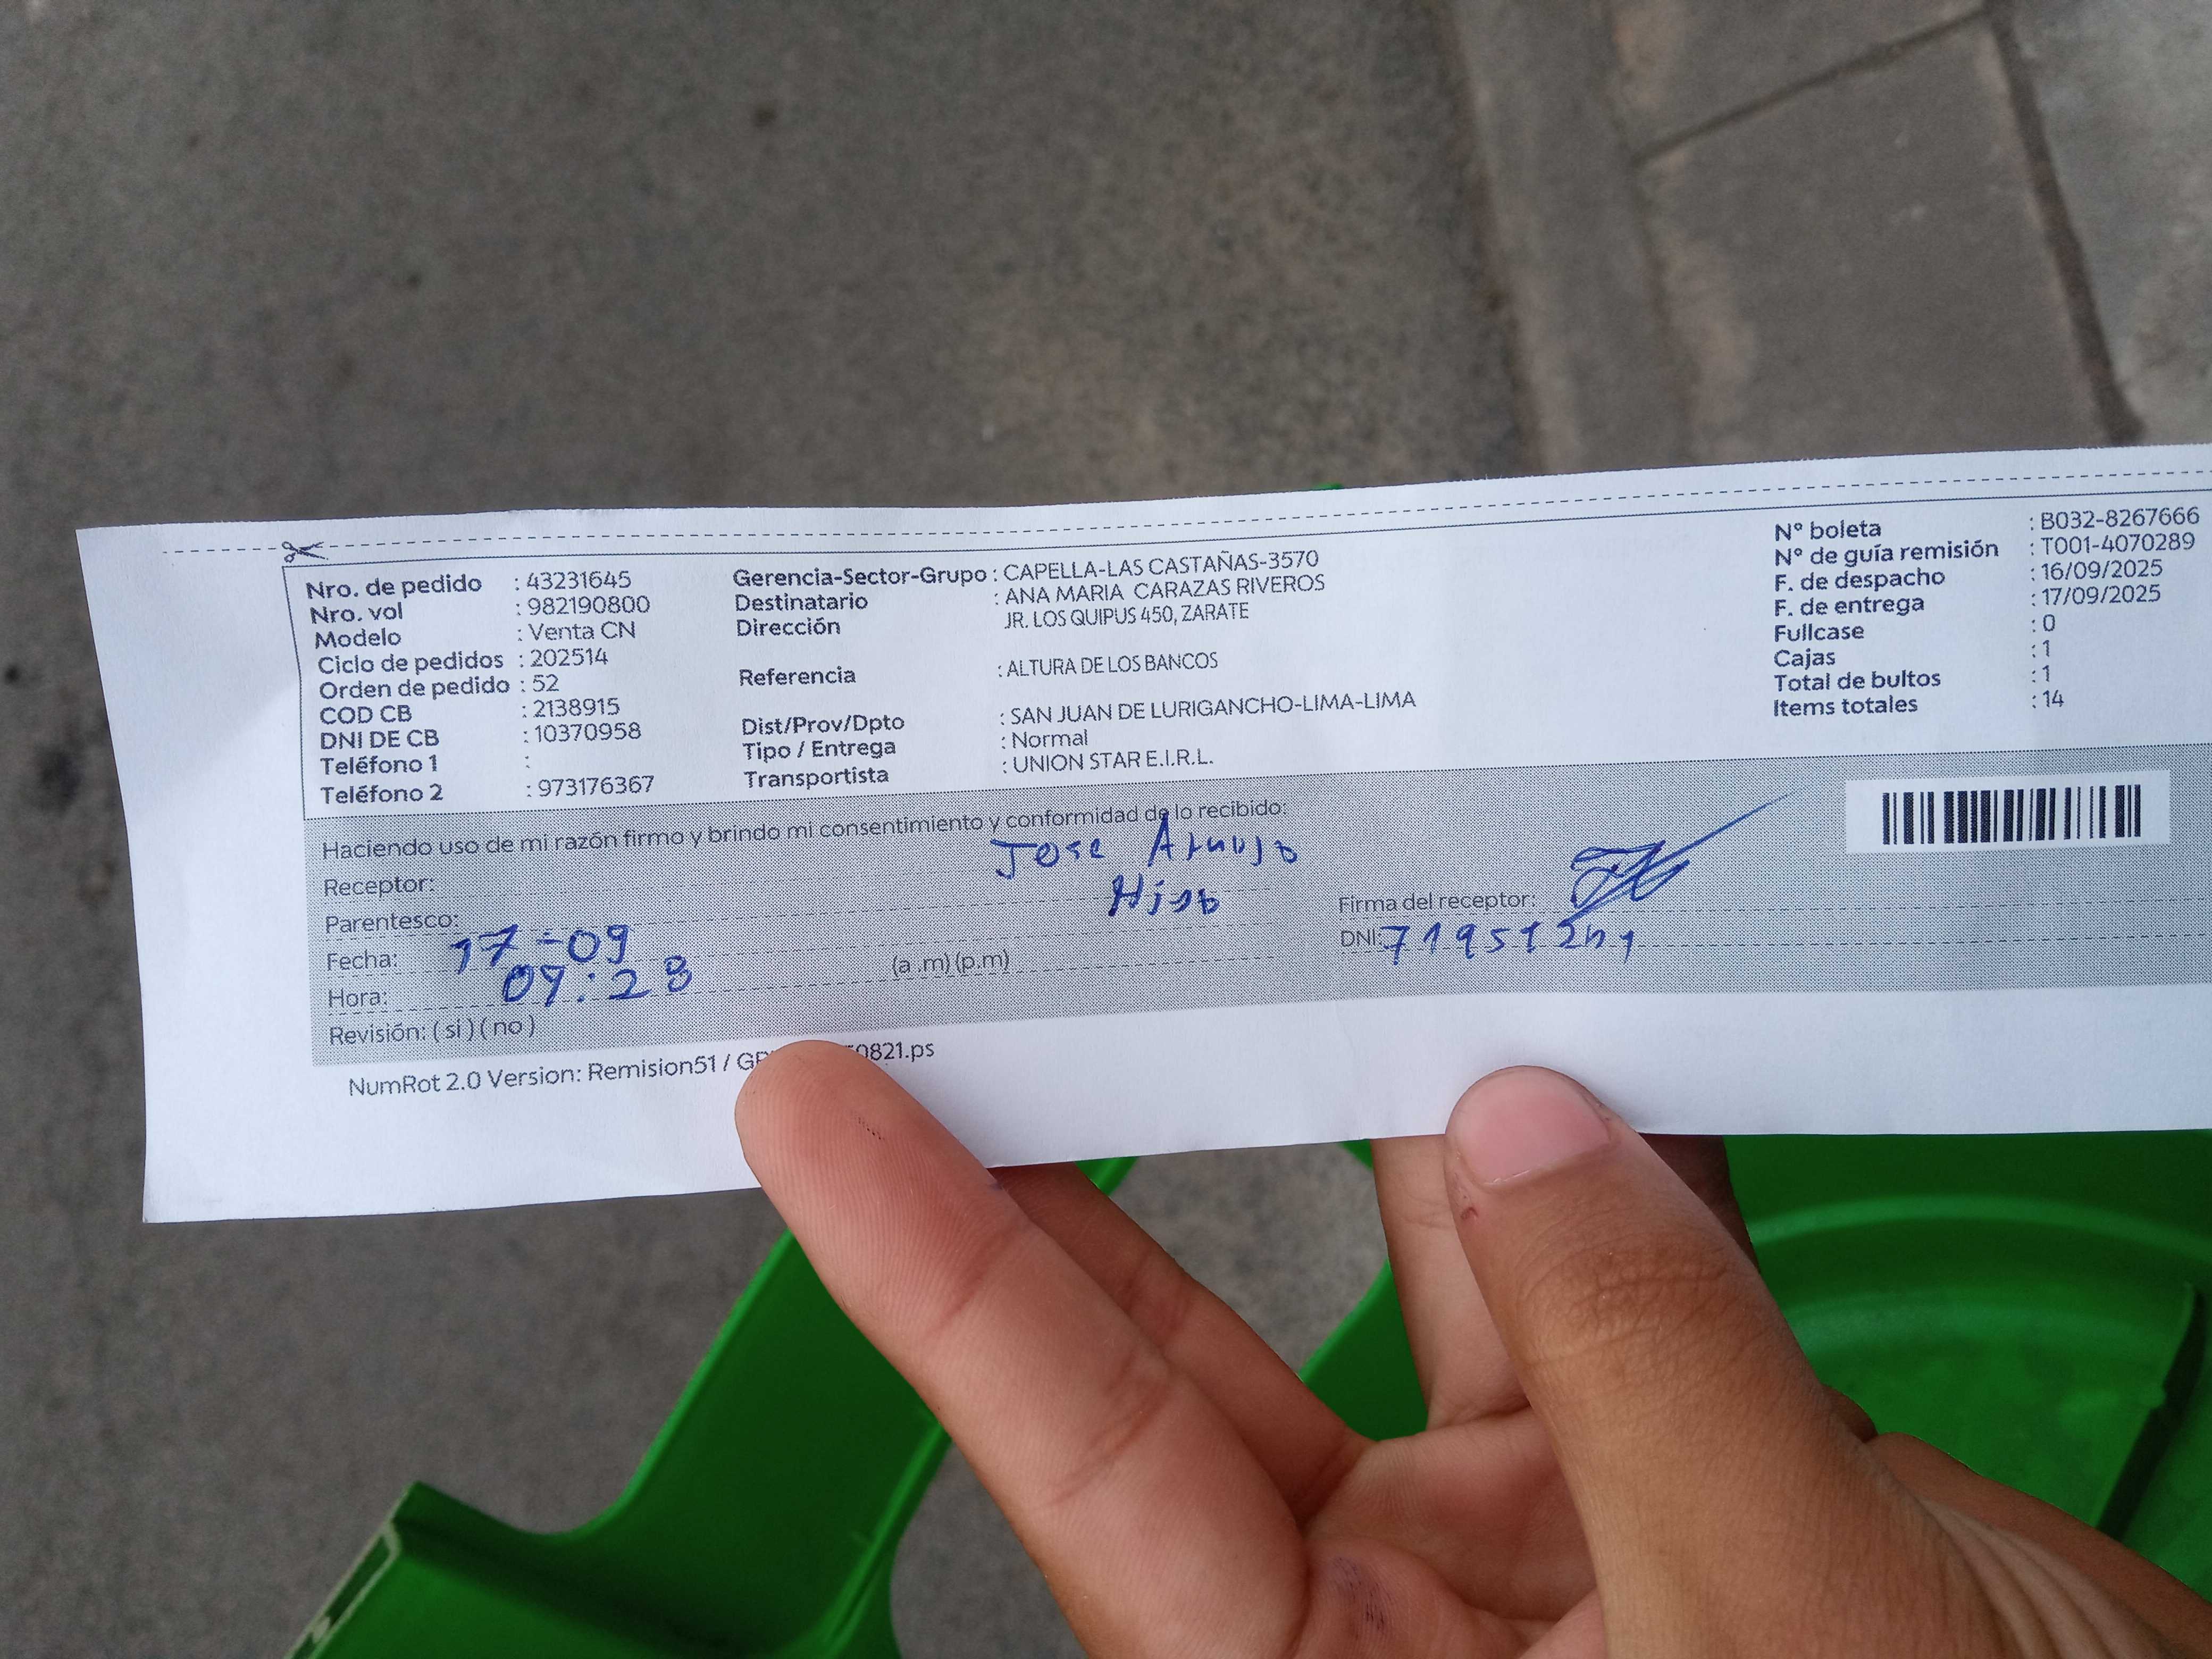 Nro. de pedido : 43231645
Nro. vol : 982190800
Modelo : Venta CN
Ciclo de pedidos : 202514
Orden de pedido : 52
COD CB : 2138915
DNI DE CB : 10370958
Teléfono 1 :
Teléfono 2 : 973176367
Gerencia-Sector-Grupo : CAPELLA-LAS CASTAÑAS-3570
Destinatario : ANA MARIA CARAZAS RIVEROS
Dirección JR. LOS QUIPUS 450, ZARATE
Referencia : ALTURA DE LOS BANCOS
Dist/Prov/Dpto : SAN JUAN DE LURIGANCHO-LIMA-LIMA
Tipo / Entrega : Normal
Transportista : UNION STAR E.I.R.L.
N° boleta : B032-8267666
N° de guía remisión : T001-4070289
F. de despacho : 16/09/2025
F. de entrega : 17/09/2025
Fullcase : 0
Cajas : 1
Total de bultos : 1
Items totales : 14
Haciendo uso de mi razón firmo y brindo mi consentimiento y conformidad de lo recibido:
Receptor: Jose Araujo
Parentesco: Hijo
Fecha: 17-09
Hora: 09:28 (a .m) (p.m)
Revisión: ( si ) ( no )
Firma del receptor:
DNI:
NumRot 2.0 Version: Remision51 / 0821.ps